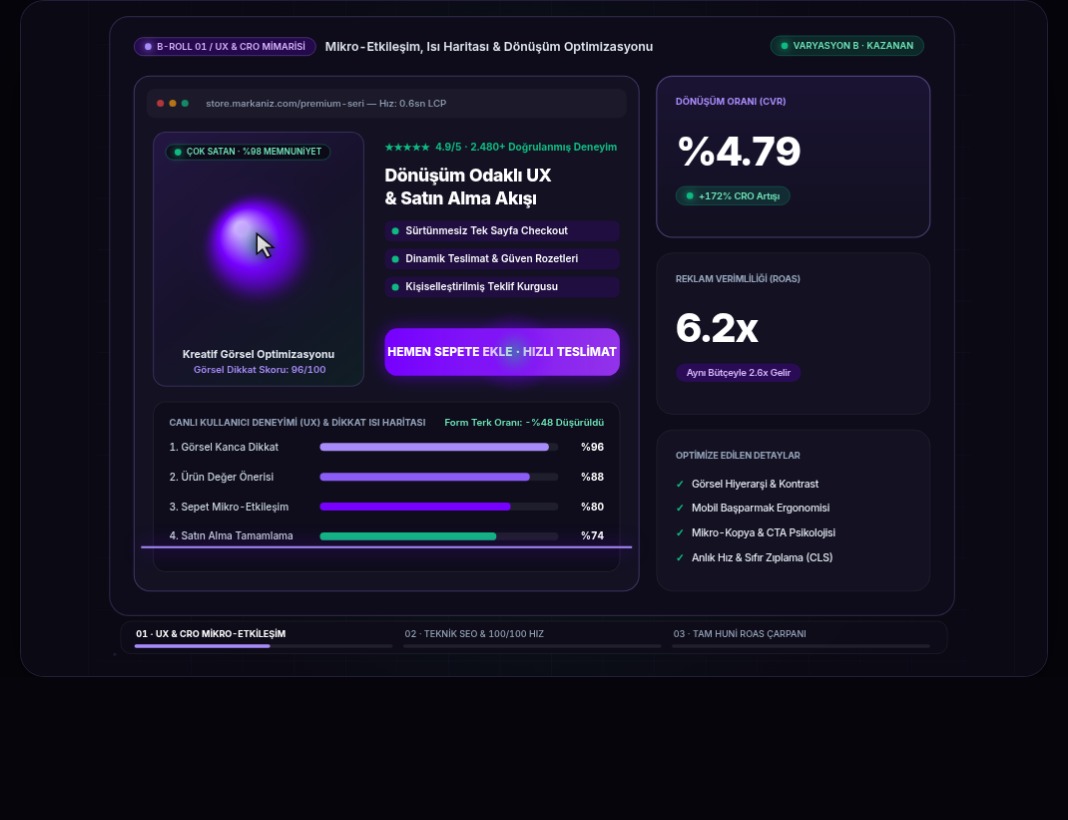 B-ROLL 01 / UX & CRO MİMARİSİ
Mikro-Etkileşim, Isı Haritası & Dönüşüm Optimizasyonu
VARYASYON B · KAZANAN
store.markaniz.com/premium-seri — Hız: 0.6sn LCP
ÇOK SATAN · %98 MEMNUNİYET
Kreatif Görsel Optimizasyonu
Görsel Dikkat Skoru: 96/100
★★★★★ 4.9/5 · 2.480+ Doğrulanmış Deneyim
Dönüşüm Odaklı UX
& Satın Alma Akışı
Sürtünmesiz Tek Sayfa Checkout
Dinamik Teslimat & Güven Rozetleri
Kişiselleştirilmiş Teklif Kurgusu
HEMEN SEPETE EKLE · HIZLI TESLİMAT
CANLI KULLANICI DENEYİMİ (UX) & DİKKAT ISI HARİTASI
Form Terk Oranı: -%48 Düşürüldü
1. Görsel Kanca Dikkat %96
2. Ürün Değer Önerisi %88
3. Sepet Mikro-Etkileşim %80
4. Satın Alma Tamamlama %74
DÖNÜŞÜM ORANI (CVR)
%4.79
+172% CRO Artışı
REKLAM VERİMLİLİĞİ (ROAS)
6.2x
Aynı Bütçeyle 2.6x Gelir
OPTİMİZE EDİLEN DETAYLAR
✓ Görsel Hiyerarşi & Kontrast
✓ Mobil Başparmak Ergonomisi
✓ Mikro-Kopya & CTA Psikolojisi
✓ Anlık Hız & Sıfır Zıplama (CLS)
01 · UX & CRO MİKRO-ETKİLEŞİM
02 · TEKNİK SEO & 100/100 HIZ
03 · TAM HUNİ ROAS ÇARPANI